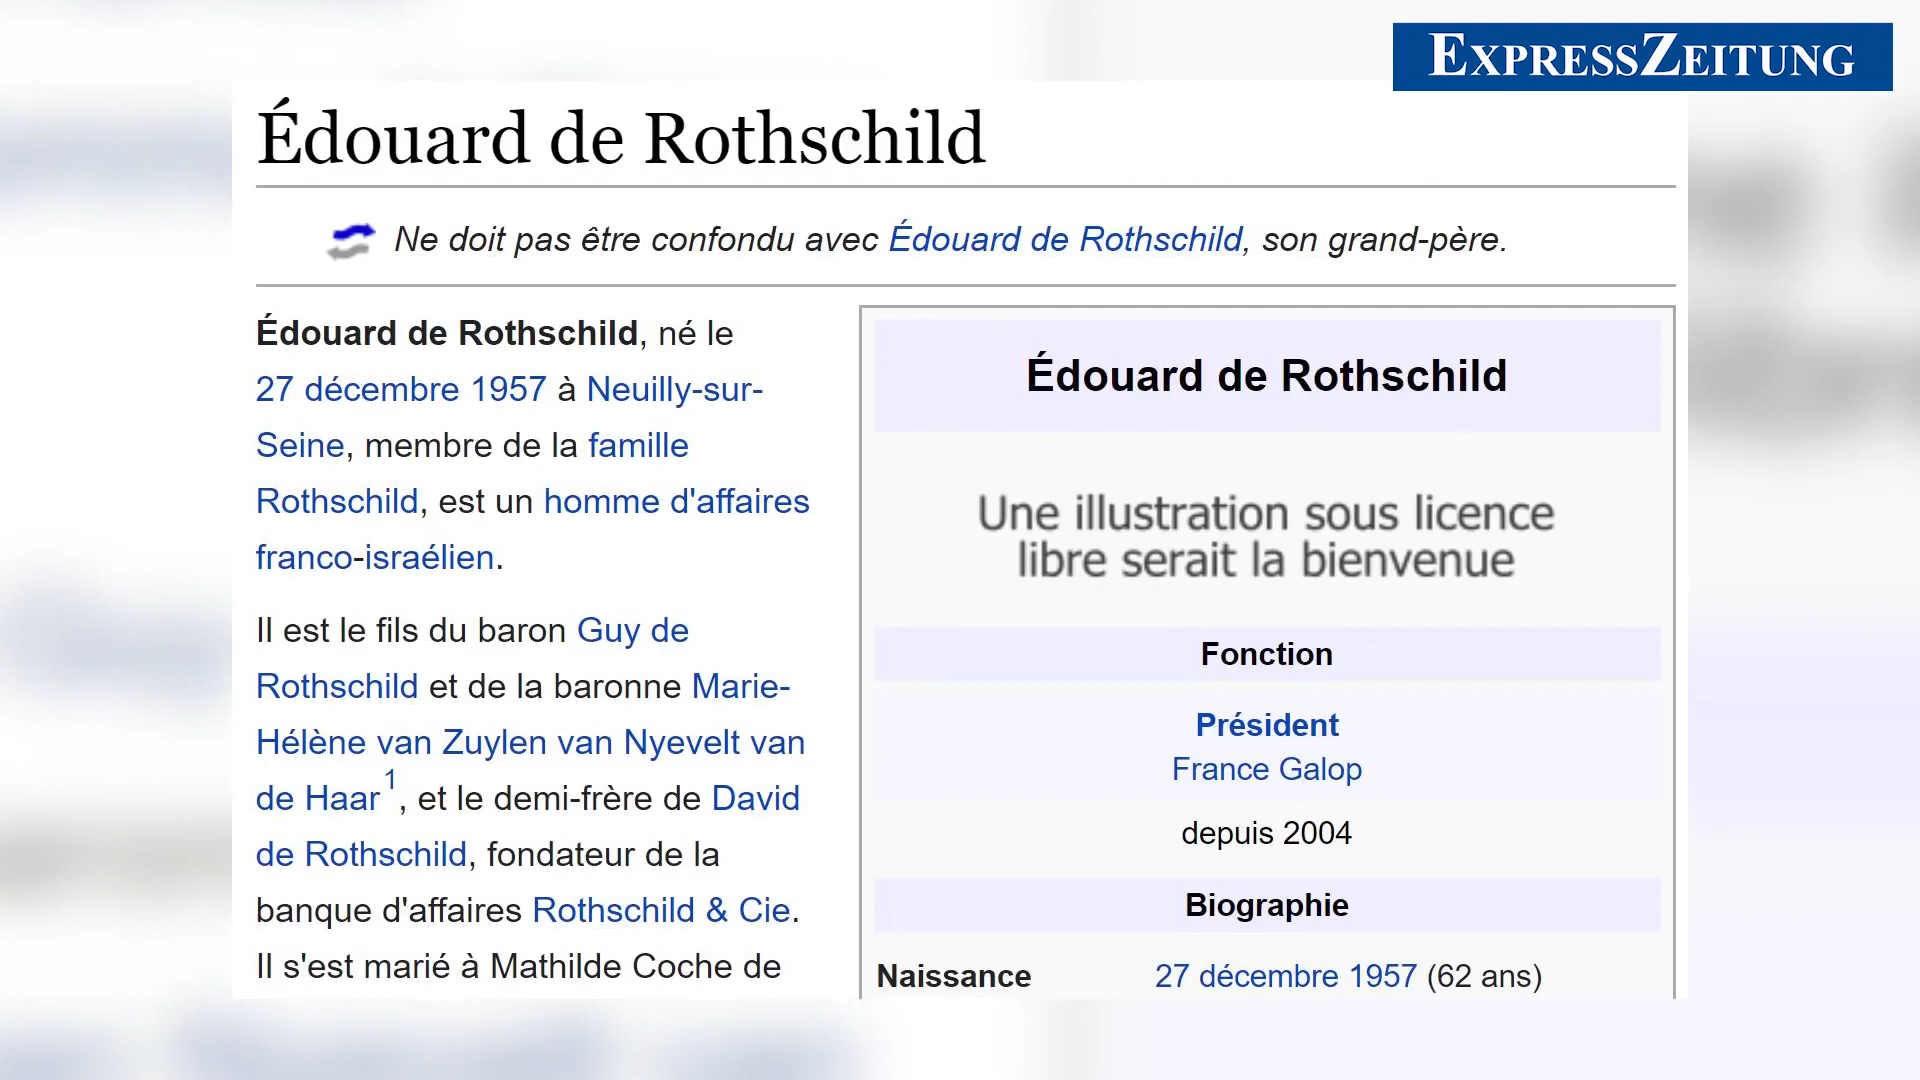 EXPRESSZEITUNG
Édouard de Rothschild
Ne doit pas être confondu avec Édouard de Rothschild, son grand-père.
Édouard de Rothschild, né le
27 décembre 1957 à Neuilly-sur-
Seine, membre de la famille
Rothschild, est un homme d'affaires
franco-israélien.
Il est le fils du baron Guy de
Rothschild et de la baronne Marie-
Hélène van Zuylen van Nyevelt van
de Haar1, et le demi-frère de David
de Rothschild, fondateur de la
banque d'affaires Rothschild & Cie.
Il s'est marié à Mathilde Coche de
Édouard de Rothschild
Une illustration sous licence
libre serait la bienvenue
Fonction
Président
France Galop
depuis 2004
Biographie
Naissance 27 décembre 1957 (62 ans)